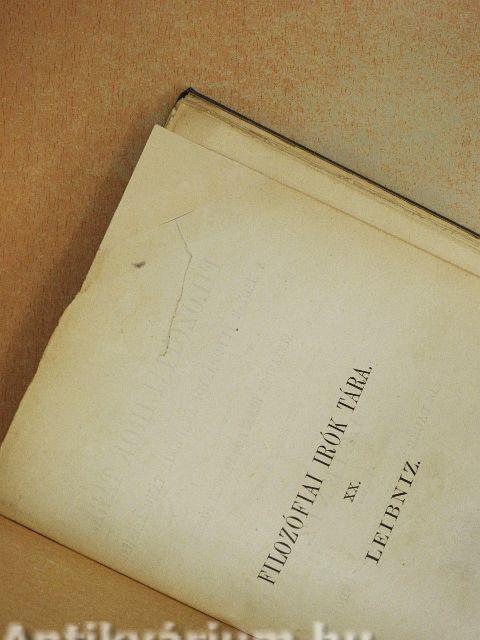 FILOZÓFIAI IRÓK TÁRA.
XX.
LEIBNIZ.
Antikvárium.hu